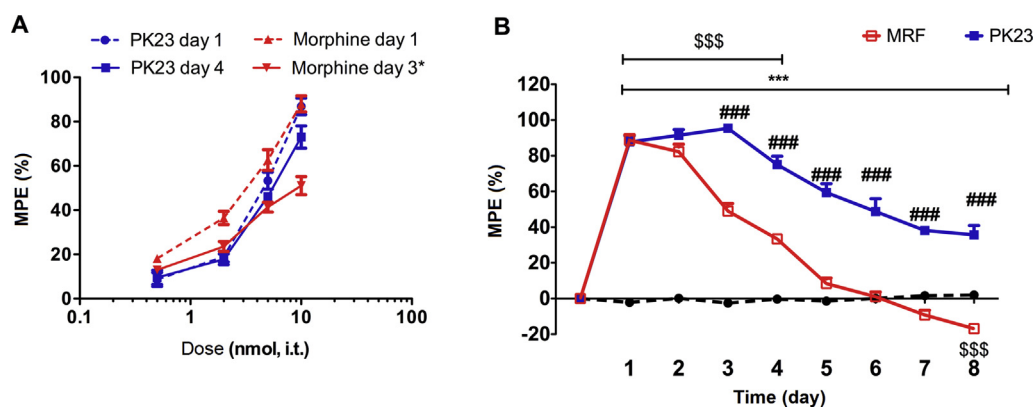 A
PK23 day 1
Morphine day 1
PK23 day 4
Morphine day 3*
100
80
60
40
20
0
MPE (%)
0.1
1
10
100
Dose (nmol, i.t.)
B
MRF
PK23
$$$
***
120
100
80
60
40
20
0
-20
MPE (%)
###
###
###
###
###
###
$$$
1
2
3
4
5
6
7
8
Time (day)